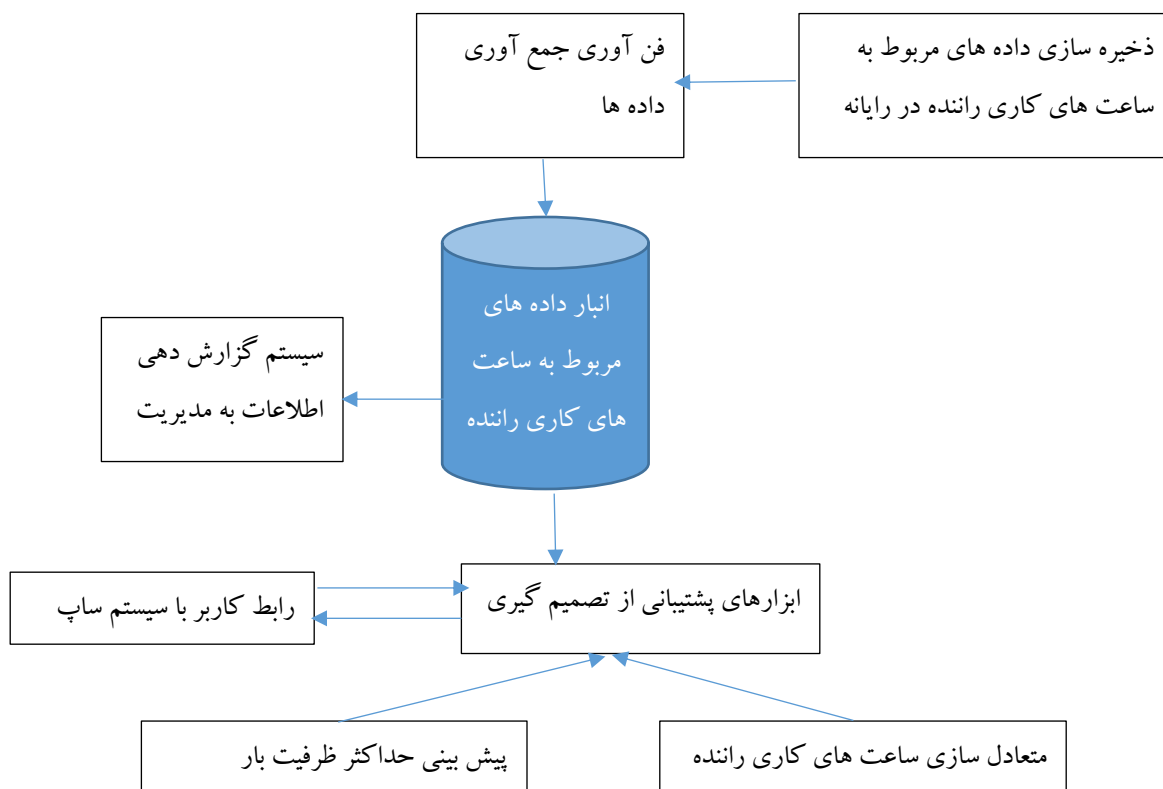 ذخیره سازی داده های مربوط به
ساعت های کاری راننده در رایانه
فن آوری جمع آوری
داده ها
انبار داده های
مربوط به ساعت
های کاری راننده
سیستم گزارش دهی
اطلاعات به مدیریت
ابزارهای پشتیبانی از تصمیم گیری
رابط کاربر با سیستم ساپ
متعادل سازی ساعت های کاری راننده
پیش بینی حداکثر ظرفیت بار